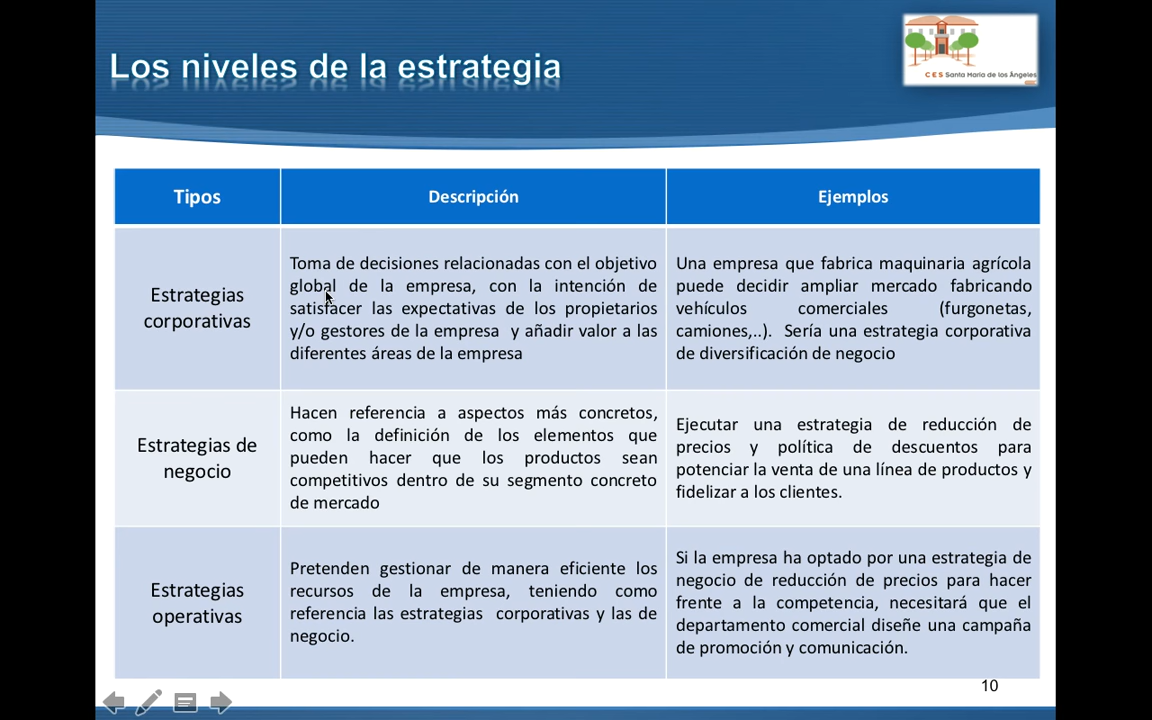 Los niveles de la estrategia
CES Santa María de los Ángeles
Tipos
Descripción
Ejemplos
Estrategias
corporativas
Toma de decisiones relacionadas con el objetivo
global de la empresa, con la intención de
satisfacer las expectativas de los propietarios
y/o gestores de la empresa y añadir valor a las
diferentes áreas de la empresa
Una empresa que fabrica maquinaria agrícola
puede decidir ampliar mercado fabricando
vehículos comerciales (furgonetas,
camiones,..). Sería una estrategia corporativa
de diversificación de negocio
Estrategias de
negocio
Hacen referencia a aspectos más concretos,
como la definición de los elementos que
pueden hacer que los productos sean
competitivos dentro de su segmento concreto
de mercado
Ejecutar una estrategia de reducción de
precios y política de descuentos para
potenciar la venta de una línea de productos y
fidelizar a los clientes.
Estrategias
operativas
Pretenden gestionar de manera eficiente los
recursos de la empresa, teniendo como
referencia las estrategias corporativas y las de
negocio.
Si la empresa ha optado por una estrategia de
negocio de reducción de precios para hacer
frente a la competencia, necesitará que el
departamento comercial diseñe una campaña
de promoción y comunicación.
10